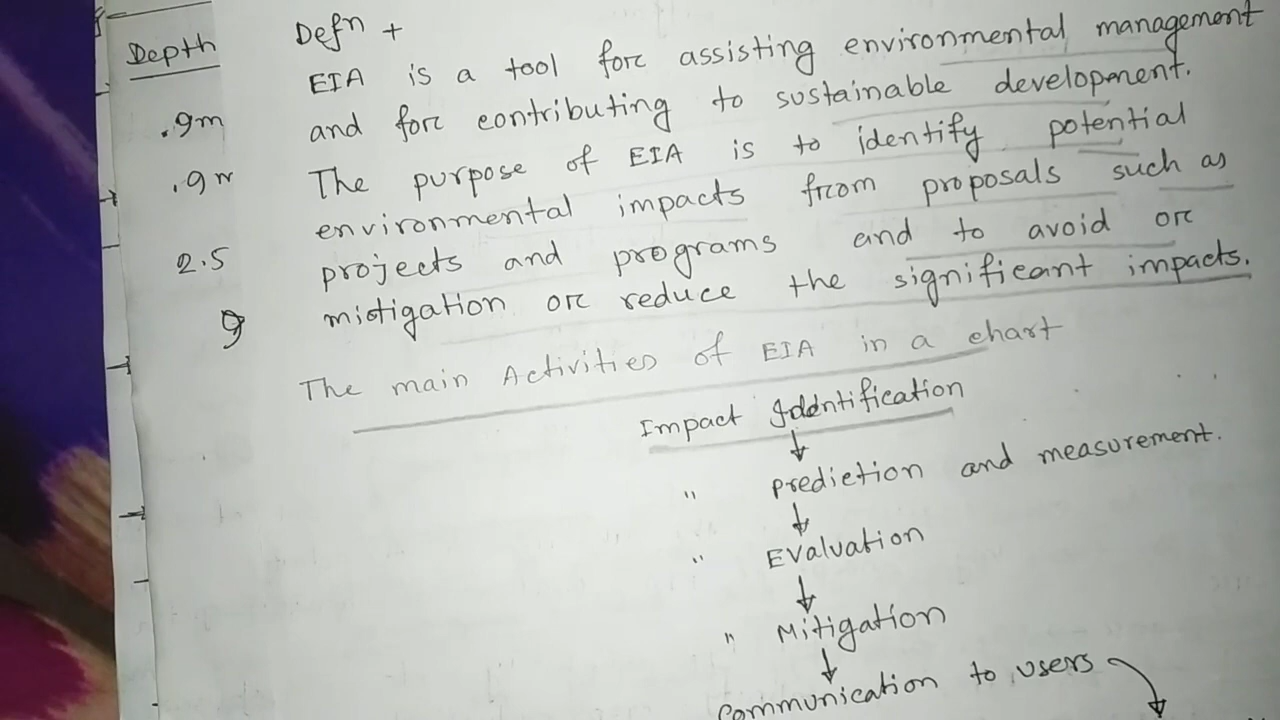 Depth
.9m
.9m
2.5
9
Defn +
EIA is a tool for assisting environmental management
and for contributing to sustainable development.
The purpose of EIA is to identify potential
environmental impacts from proposals such as
projects and programs and to avoid or
mistigation or reduce the significant impacts.
The main Activities of EIA in a chart
Impact Identification
↓
" prediction and measurement.
↓
" Evaluation
↓
" Mitigation
↓
Communication to users